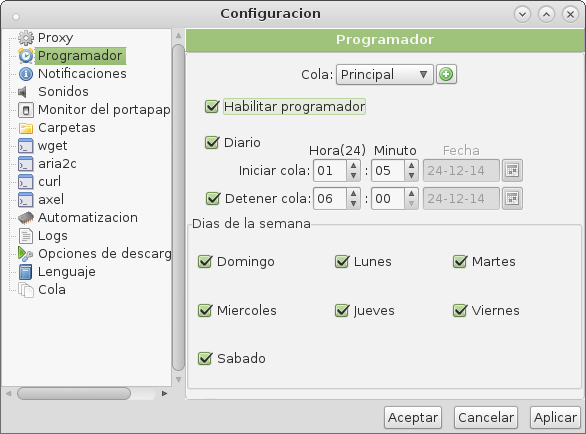 Configuracion
Proxy
Programador
Notificaciones
Sonidos
Monitor del portapap
Carpetas
wget
aria2c
curl
axel
Automatizacion
Logs
Opciones de descarg
Lenguaje
Cola
Programador
Cola: Principal
Habilitar programador
Diario
Hora(24) Minuto Fecha
Iniciar cola: 01 : 05 24-12-14
Detener cola: 06 : 00 24-12-14
Dias de la semana
Domingo Lunes Martes
Miercoles Jueves Viernes
Sabado
Aceptar Cancelar Aplicar